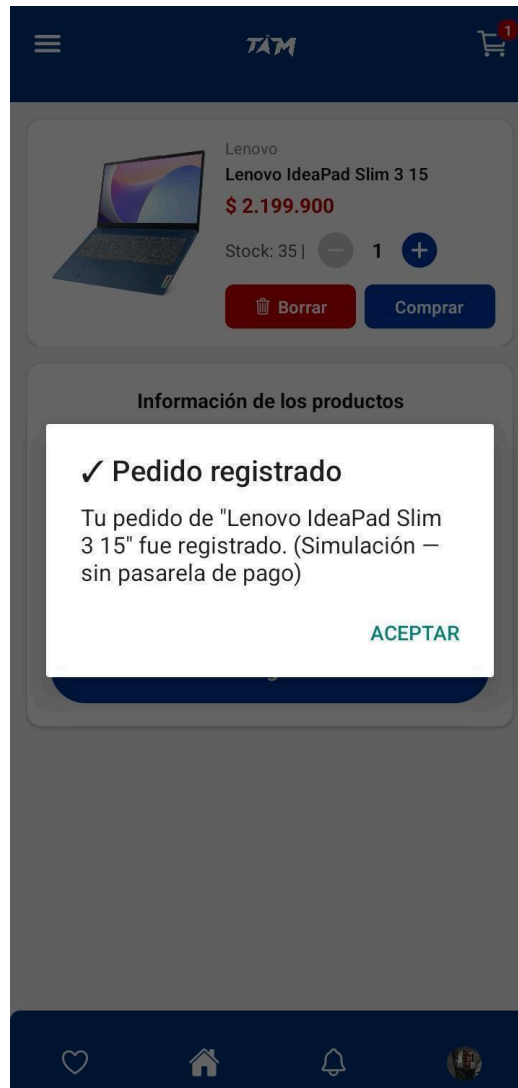 TAM
1
Lenovo
Lenovo IdeaPad Slim 3 15
$ 2.199.900
Stock: 35 |
1
Borrar
Comprar
Información de los productos
✓ Pedido registrado
Tu pedido de "Lenovo IdeaPad Slim
3 15" fue registrado. (Simulación —
sin pasarela de pago)
ACEPTAR